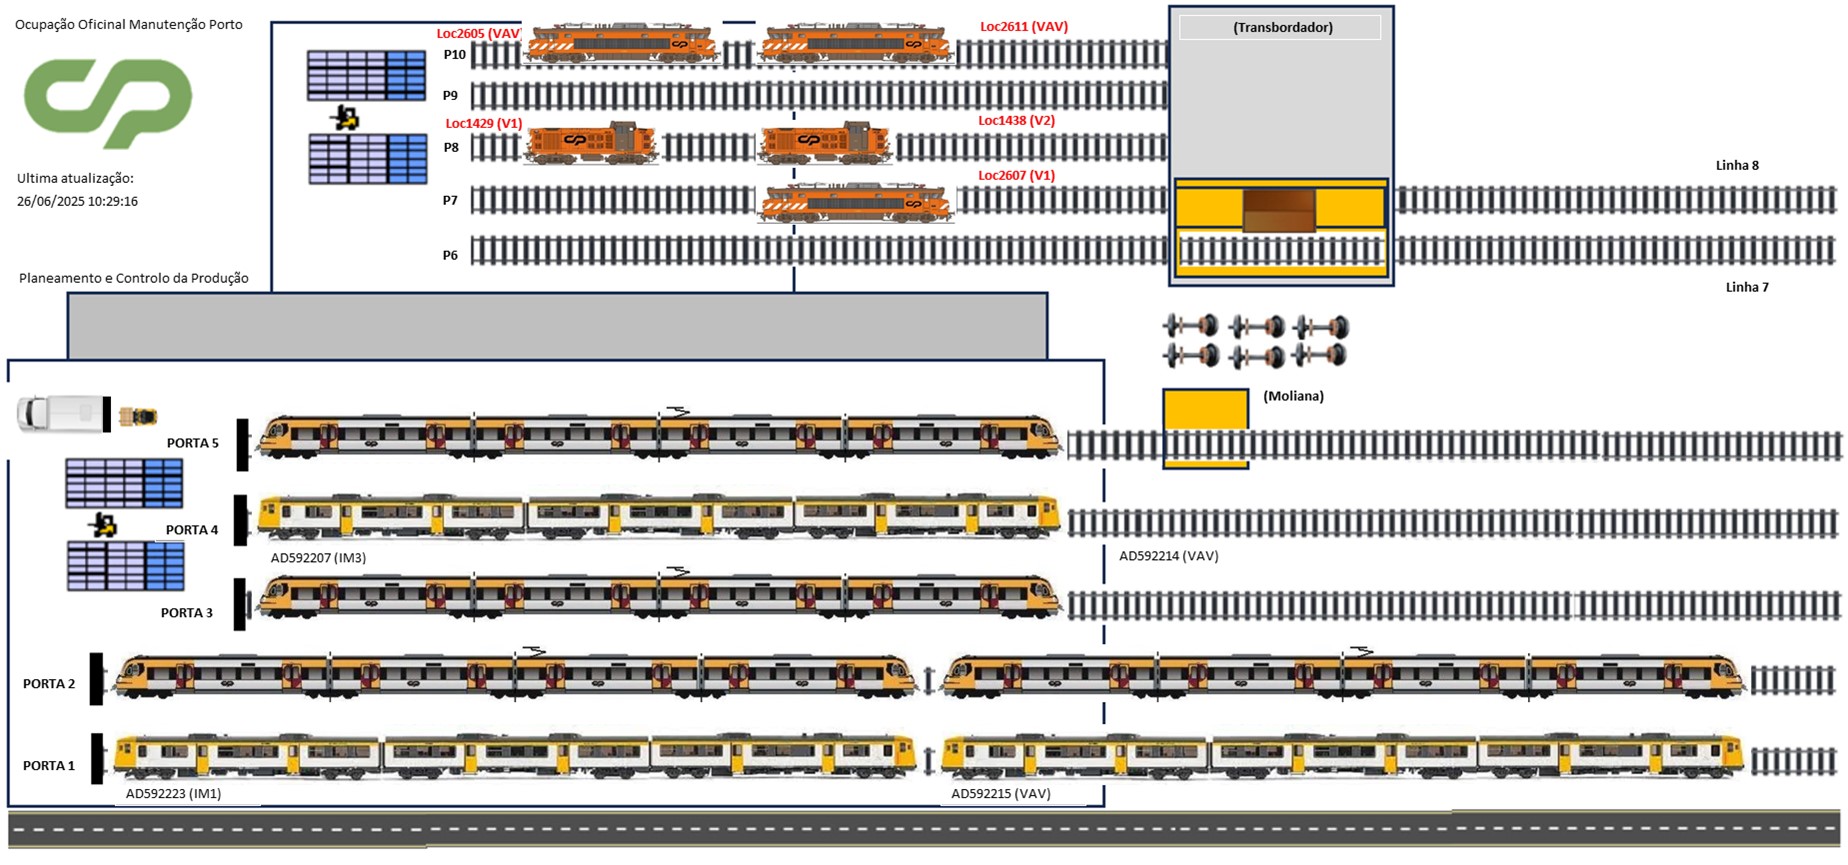 Ocupação Oficinal Manutenção Porto
cp
Ultima atualização:
26/06/2025 10:29:16
Planeamento e Controlo da Produção
Loc2605 (VAV)
Loc2611 (VAV)
P10
P9
Loc1429 (V1)
Loc1438 (V2)
P8
Loc2607 (V1)
P7
P6
(Transbordador)
Linha 8
Linha 7
(Moliana)
PORTA 5
PORTA 4
AD592207 (IM3)
AD592214 (VAV)
PORTA 3
PORTA 2
PORTA 1
AD592223 (IM1)
AD592215 (VAV)